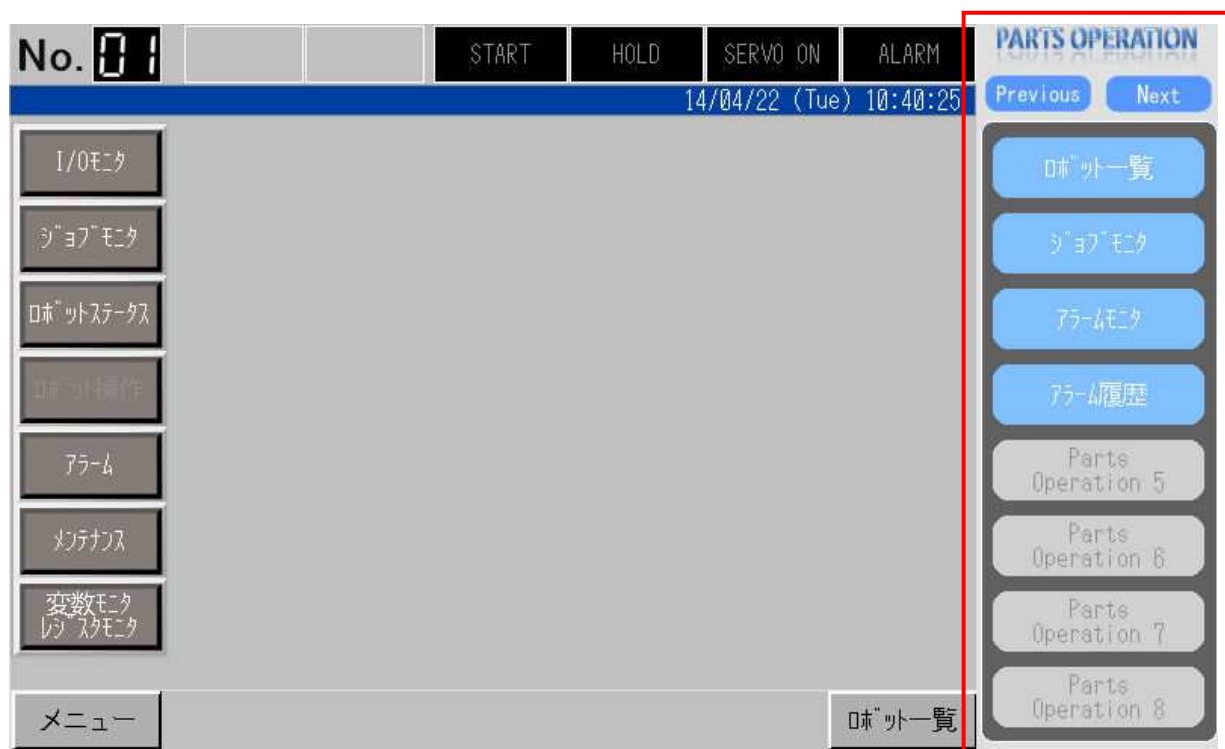 No. 01
START
HOLD
SERVO ON
ALARM
14/04/22 (Tue) 10:40:25
I/Oﾓﾆﾀ
ｼﾞｮﾌﾞﾓﾆﾀ
ﾛﾎﾞｯﾄｽﾃｰﾀｽ
ﾛﾎﾞｯﾄ操作
ｱﾗｰﾑ
ﾒﾝﾃﾅﾝｽ
変数ﾓﾆﾀ
ﾚｼﾞｽﾀﾓﾆﾀ
メニュー
ﾛﾎﾞｯﾄ一覧
PARTS OPERATION
Previous
Next
ﾛﾎﾞｯﾄ一覧
ｼﾞｮﾌﾞﾓﾆﾀ
ｱﾗｰﾑﾓﾆﾀ
ｱﾗｰﾑ履歴
Parts
Operation 5
Parts
Operation 6
Parts
Operation 7
Parts
Operation 8